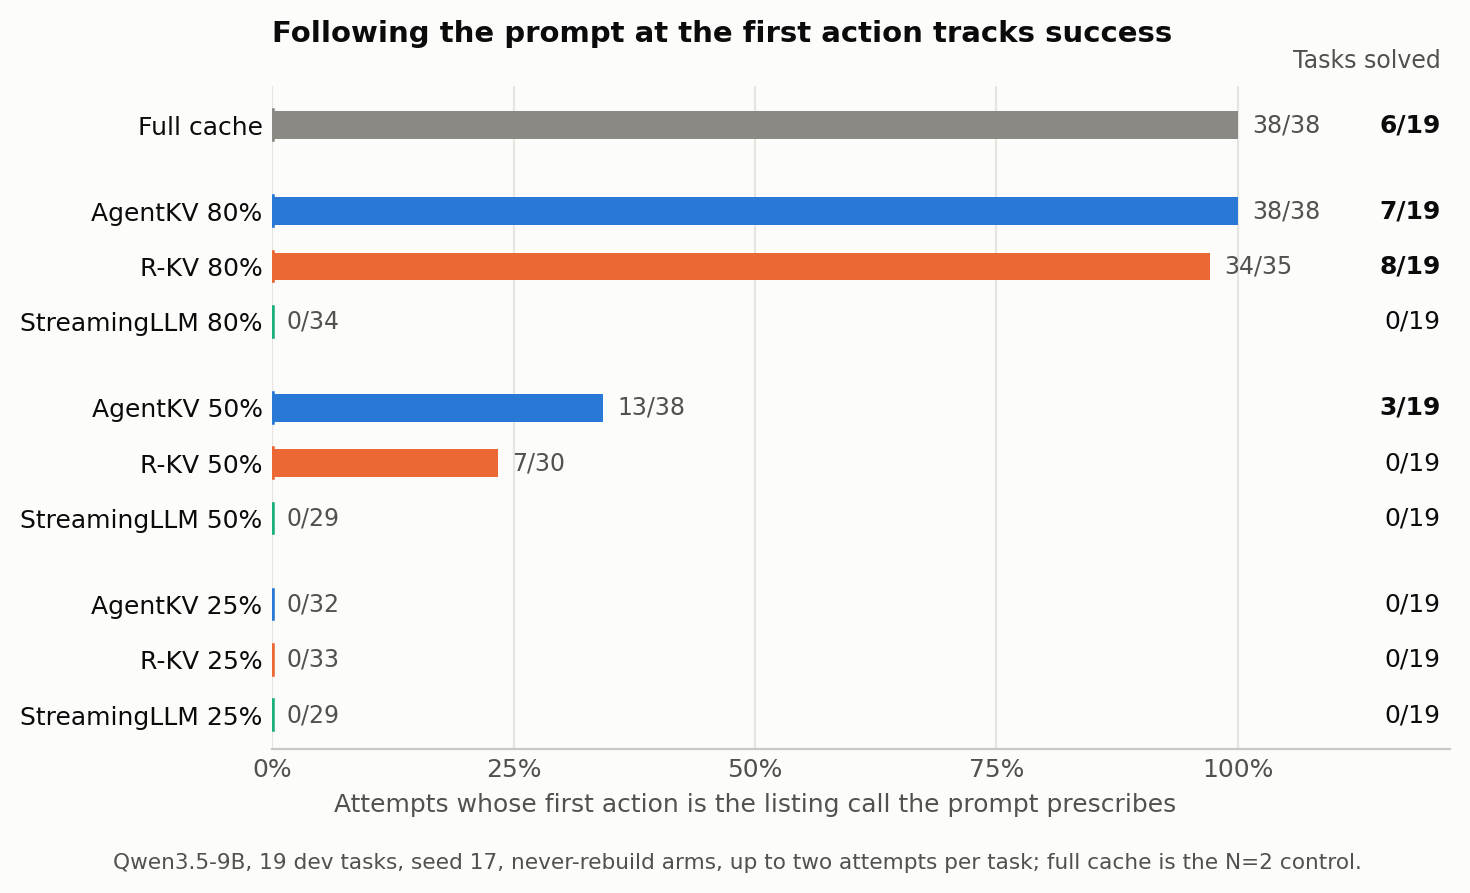 Following the prompt at the first action tracks success
Tasks solved
Full cache 38/38 6/19
AgentKV 80% 38/38 7/19
R-KV 80% 34/35 8/19
StreamingLLM 80% 0/34 0/19
AgentKV 50% 13/38 3/19
R-KV 50% 7/30 0/19
StreamingLLM 50% 0/29 0/19
AgentKV 25% 0/32 0/19
R-KV 25% 0/33 0/19
StreamingLLM 25% 0/29 0/19
0% 25% 50% 75% 100%
Attempts whose first action is the listing call the prompt prescribes
Qwen3.5-9B, 19 dev tasks, seed 17, never-rebuild arms, up to two attempts per task; full cache is the N=2 control.